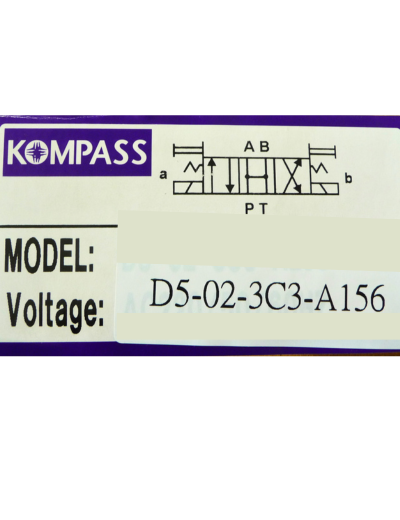 KOMPASS
A B
a
b
P T
MODEL:
Voltage:
D5-02-3C3-A156